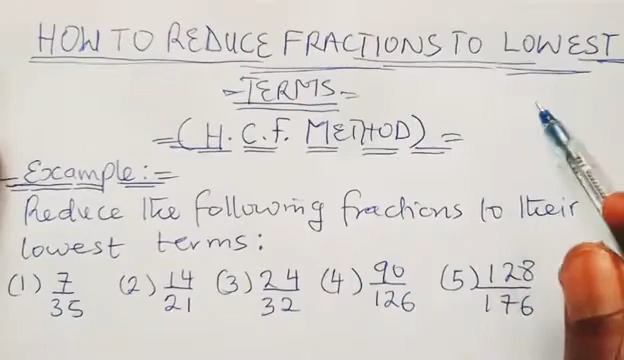 HOW TO REDUCE FRACTIONS TO LOWEST
TERMS
(H.C.F. METHOD)
Example:-
Reduce the following fractions to their
lowest terms:
(1) 7/35 (2) 14/21 (3) 24/32 (4) 90/126 (5) 128/176